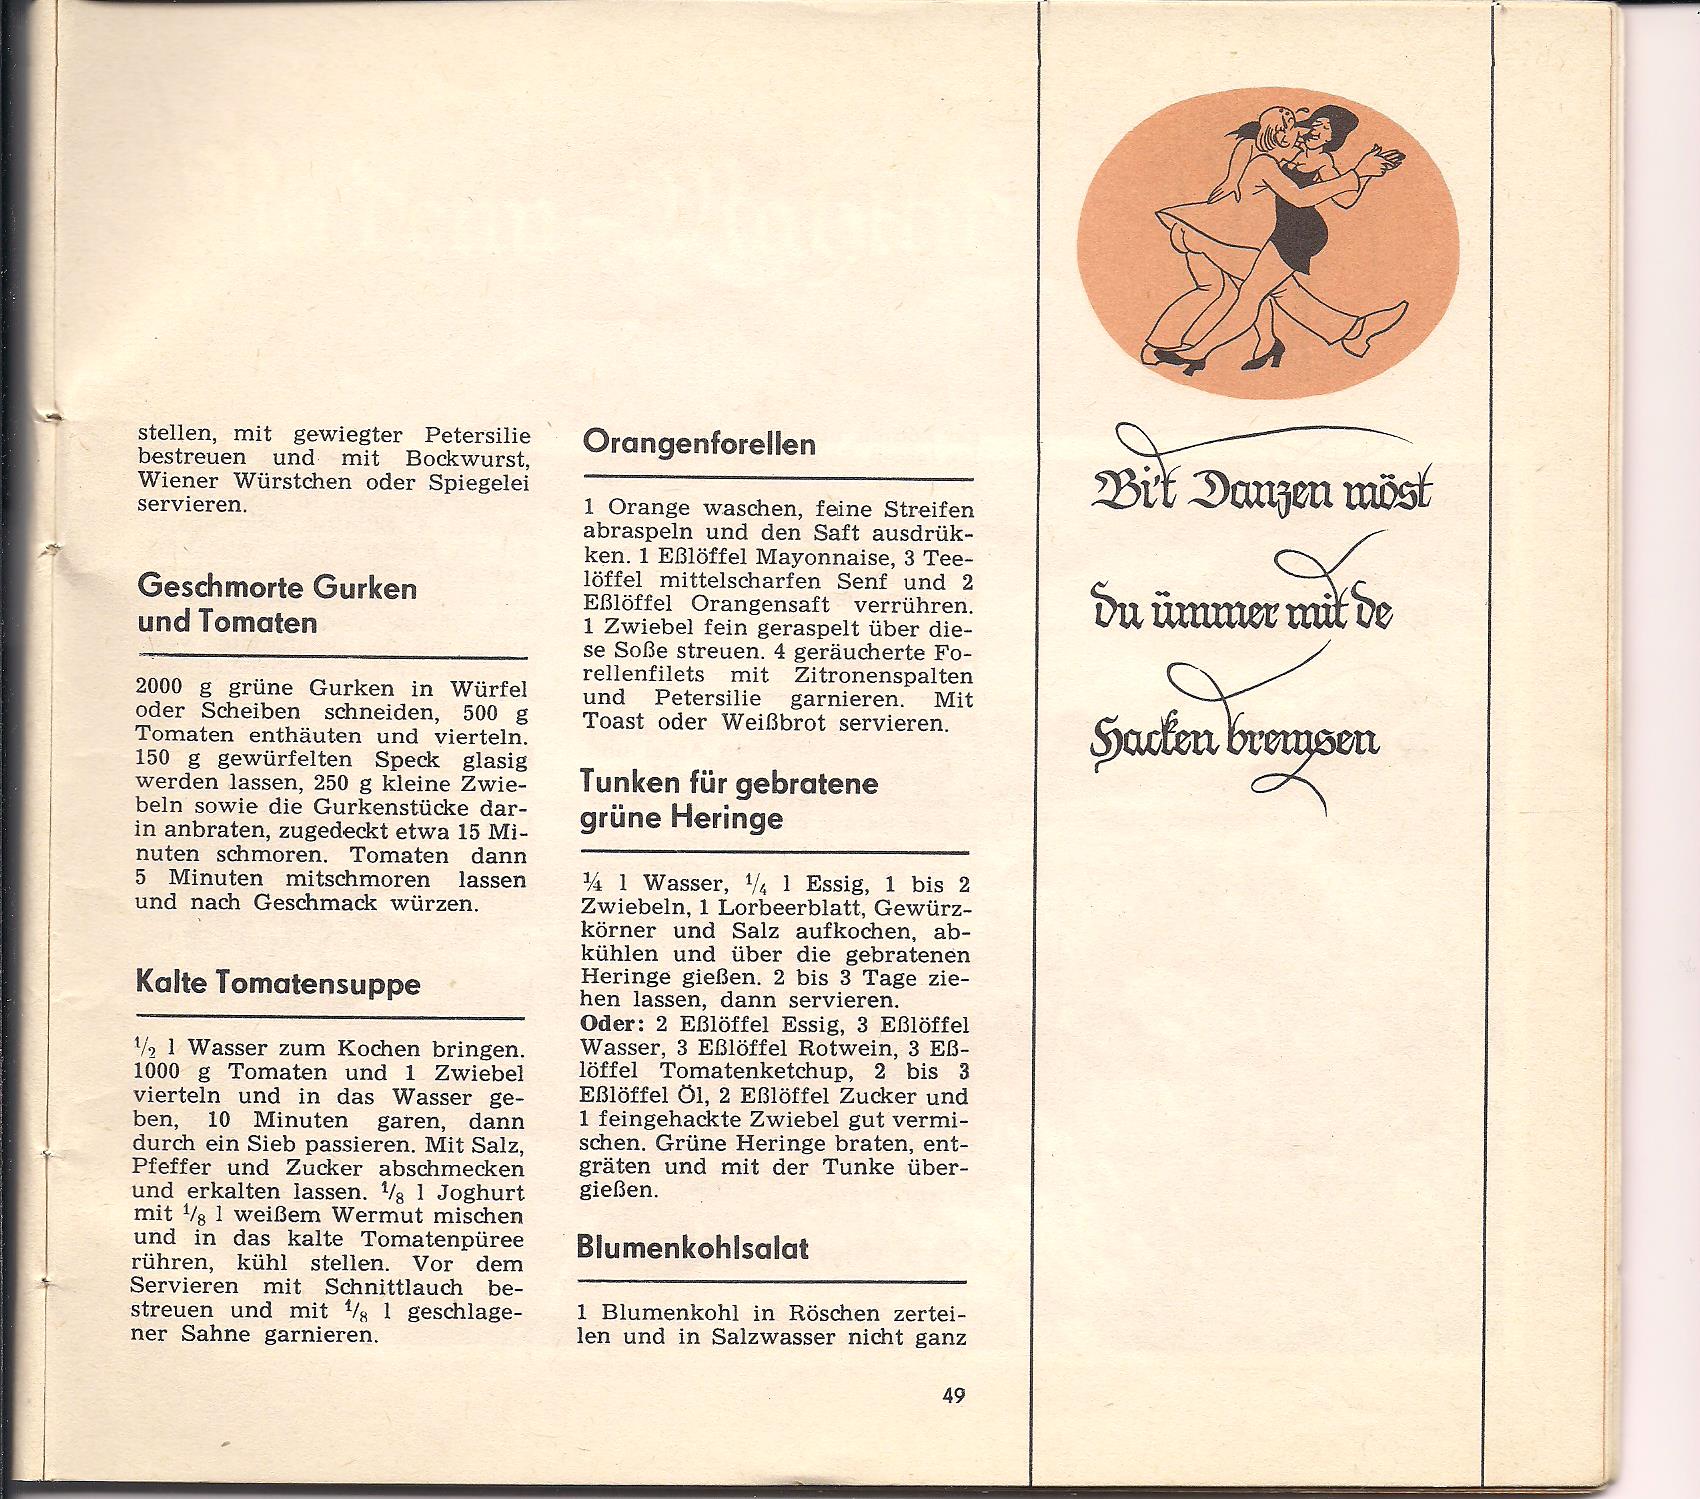 stellen, mit gewiegter Petersilie
bestreuen und mit Bockwurst,
Wiener Würstchen oder Spiegelei
servieren.
Geschmorte Gurken
und Tomaten
2000 g grüne Gurken in Würfel
oder Scheiben schneiden, 500 g
Tomaten enthäuten und vierteln.
150 g gewürfelten Speck glasig
werden lassen, 250 g kleine Zwie-
beln sowie die Gurkenstücke dar-
in anbraten, zugedeckt etwa 15 Mi-
nuten schmoren. Tomaten dann
5 Minuten mitschmoren lassen
und nach Geschmack würzen.
Kalte Tomatensuppe
1/2 l Wasser zum Kochen bringen.
1000 g Tomaten und 1 Zwiebel
vierteln und in das Wasser ge-
ben, 10 Minuten garen, dann
durch ein Sieb passieren. Mit Salz,
Pfeffer und Zucker abschmecken
und erkalten lassen. 1/8 l Joghurt
mit 1/8 l weißem Wermut mischen
und in das kalte Tomatenpüree
rühren, kühl stellen. Vor dem
Servieren mit Schnittlauch be-
streuen und mit 1/8 l geschlage-
ner Sahne garnieren.
Orangenforellen
1 Orange waschen, feine Streifen
abraspeln und den Saft ausdrük-
ken. 1 Eßlöffel Mayonnaise, 3 Tee-
löffel mittelscharfen Senf und 2
Eßlöffel Orangensaft verrühren.
1 Zwiebel fein geraspelt über die-
se Soße streuen. 4 geräucherte Fo-
rellenfilets mit Zitronenspalten
und Petersilie garnieren. Mit
Toast oder Weißbrot servieren.
Tunken für gebratene
grüne Heringe
¼ l Wasser, 1/4 l Essig, 1 bis 2
Zwiebeln, 1 Lorbeerblatt, Gewürz-
körner und Salz aufkochen, ab-
kühlen und über die gebratenen
Heringe gießen. 2 bis 3 Tage zie-
hen lassen, dann servieren.
Oder: 2 Eßlöffel Essig, 3 Eßlöffel
Wasser, 3 Eßlöffel Rotwein, 3 Eß-
löffel Tomatenketchup, 2 bis 3
Eßlöffel Öl, 2 Eßlöffel Zucker und
1 feingehackte Zwiebel gut vermi-
schen. Grüne Heringe braten, ent-
gräten und mit der Tunke über-
gießen.
Blumenkohlsalat
1 Blumenkohl in Röschen zertei-
len und in Salzwasser nicht ganz
49
Bi't Danzen möst
du ümmer mit de
Hacken bremsen